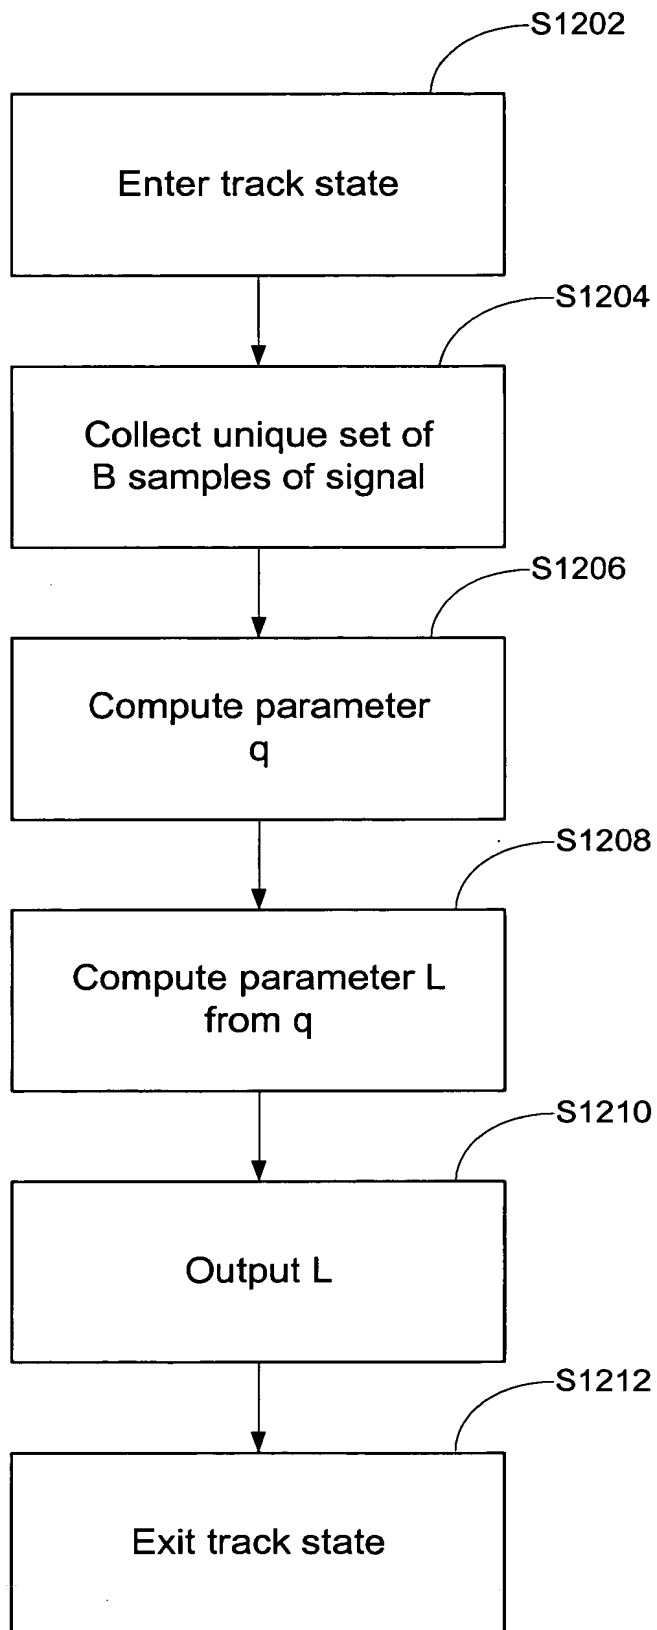 S1202
Enter track state
S1204
Collect unique set of
B samples of signal
S1206
Compute parameter
q
S1208
Compute parameter L
from q
S1210
Output L
S1212
Exit track state